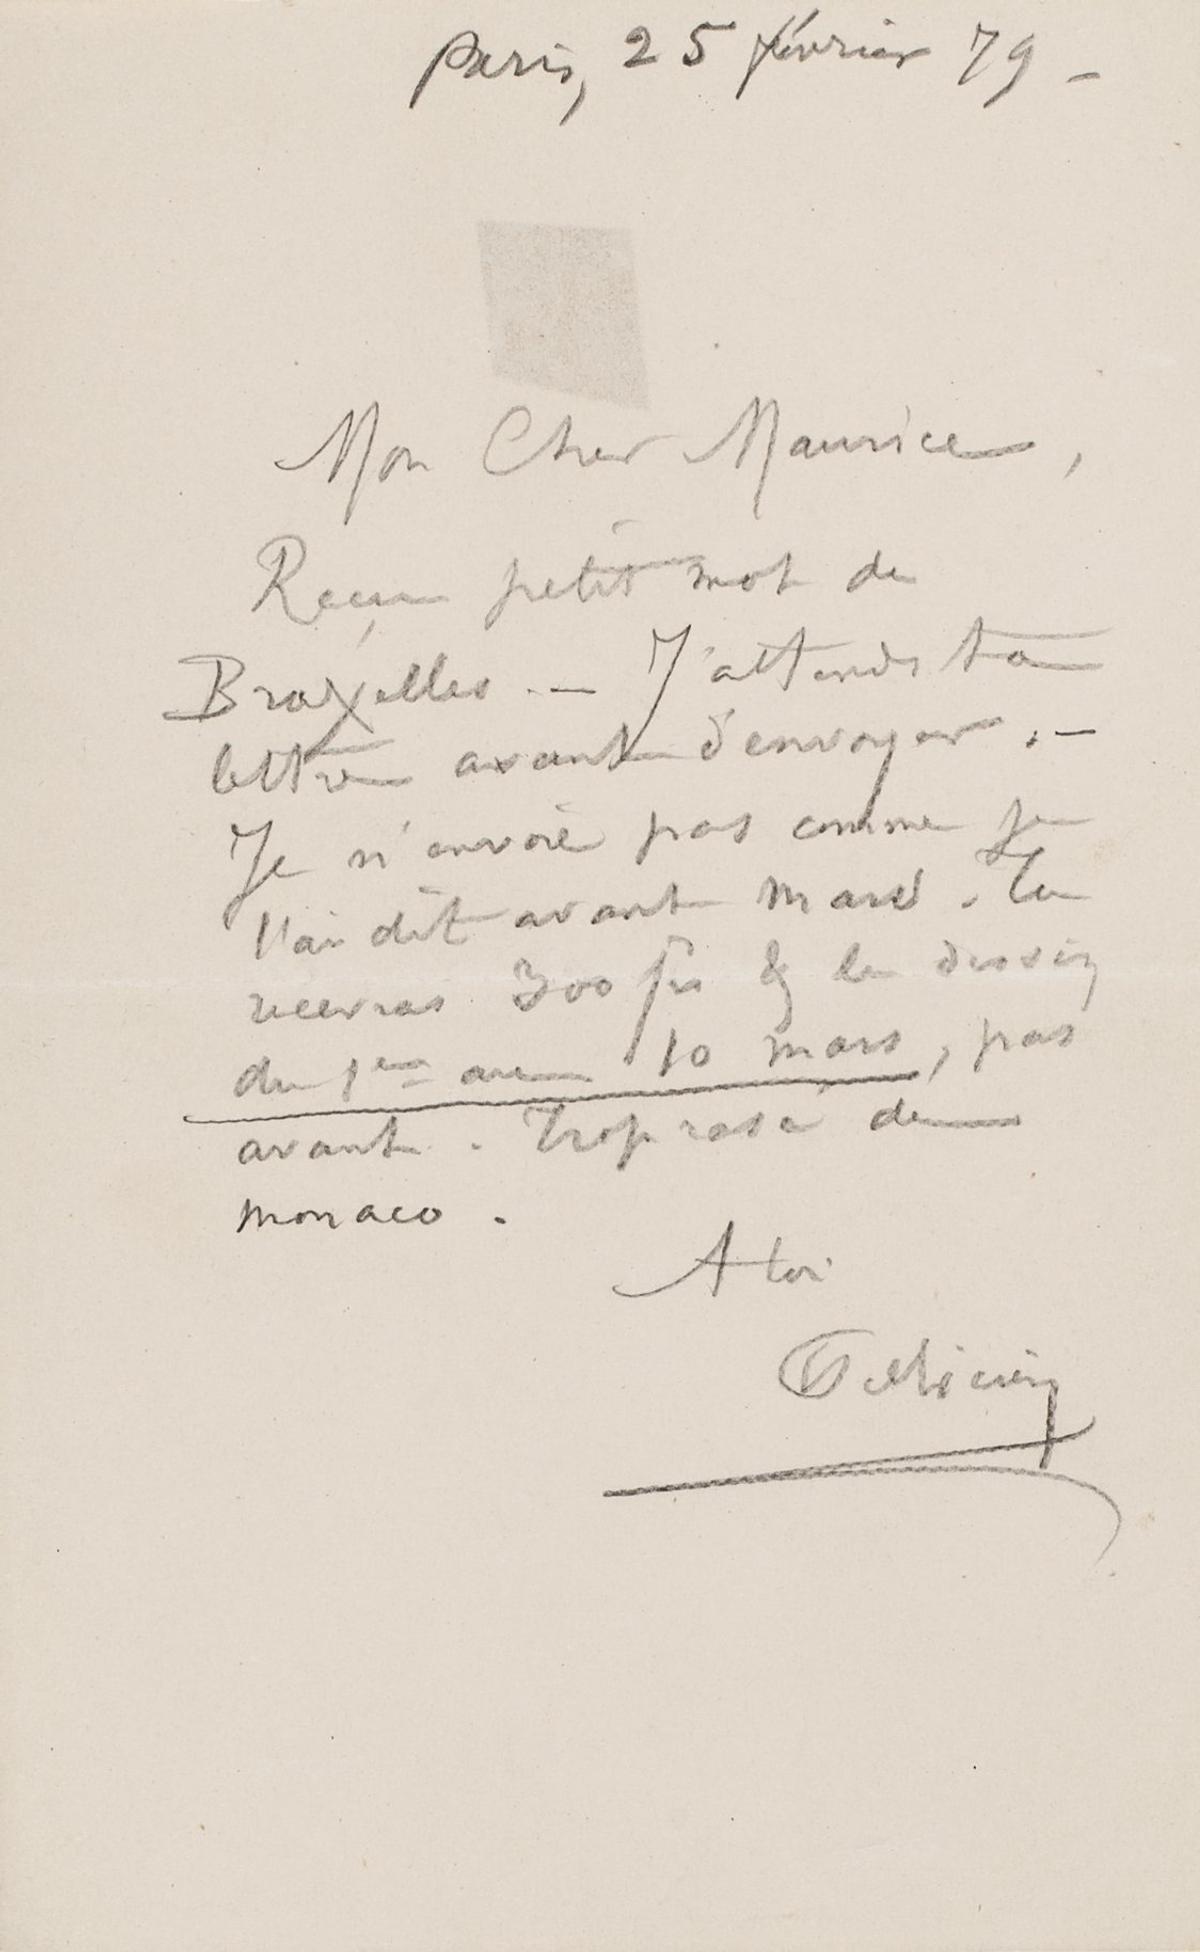 Paris, 25 février 79 –
Mon Cher Maurice,
Reçu petit mot de
Bruxelles. — J'attends ta
lettre avant d'envoyer. —
Je n'envoie pas comme je
l'ai dit avant Mars. Tu
recevras 300 frs & le dessin
du 1er au 10 mars, pas
avant. Trop rasé de
monaco.
A toi
Félicien